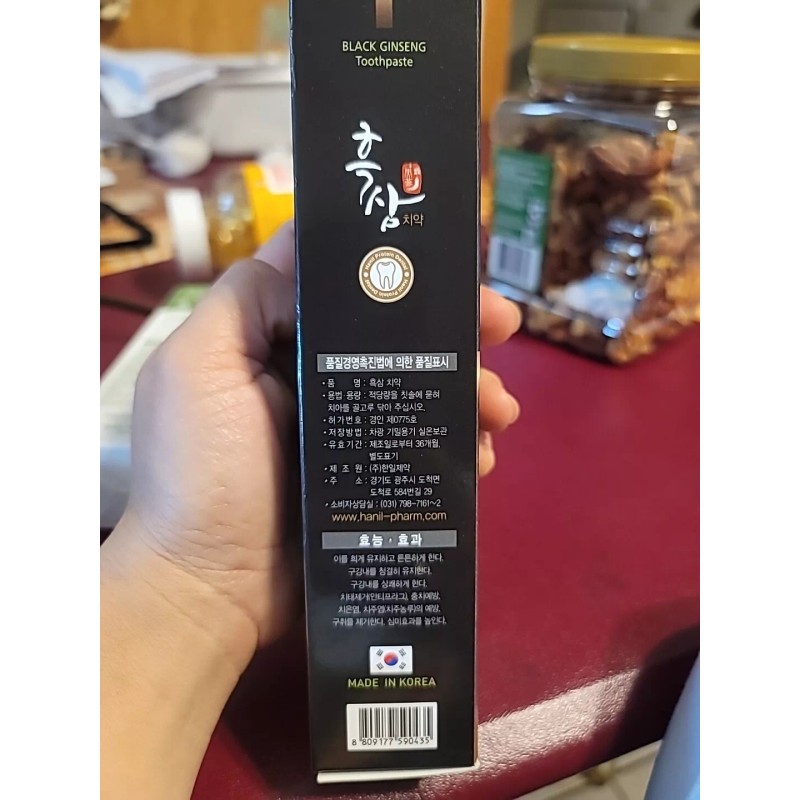 BLACK GINSENG
Toothpaste
흑삼
치약
Hanil Protein Dental
Hanil Protein Dental
품질경영촉진법에 의한 품질표시
• 품 명 : 흑삼 치약
• 용법 용량 : 적당량을 칫솔에 묻혀
치아를 골고루 닦아 주십시오.
• 허가번호 : 경인 제0775호
• 저장방법 : 차광 기밀용기 실온보관
• 유효기간 : 제조일로부터 36개월,
별도표기
• 제 조 원 : (주)한일제약
• 주 소 : 경기도 광주시 도척면
도척로 584번길 29
• 소비자상담실 : (031) 798-7161~2
www.hanil-pharm.com
효능 · 효과
이를 희게 유지하고 튼튼하게 한다.
구강내를 청결히 유지한다.
구강내를 상쾌하게 한다.
치태제거(안티프라그), 충치예방,
치은염, 치주염(치주농루)의 예방,
구취를 제거한다. 심미효과를 높인다.
MADE IN KOREA
8 809177 590435